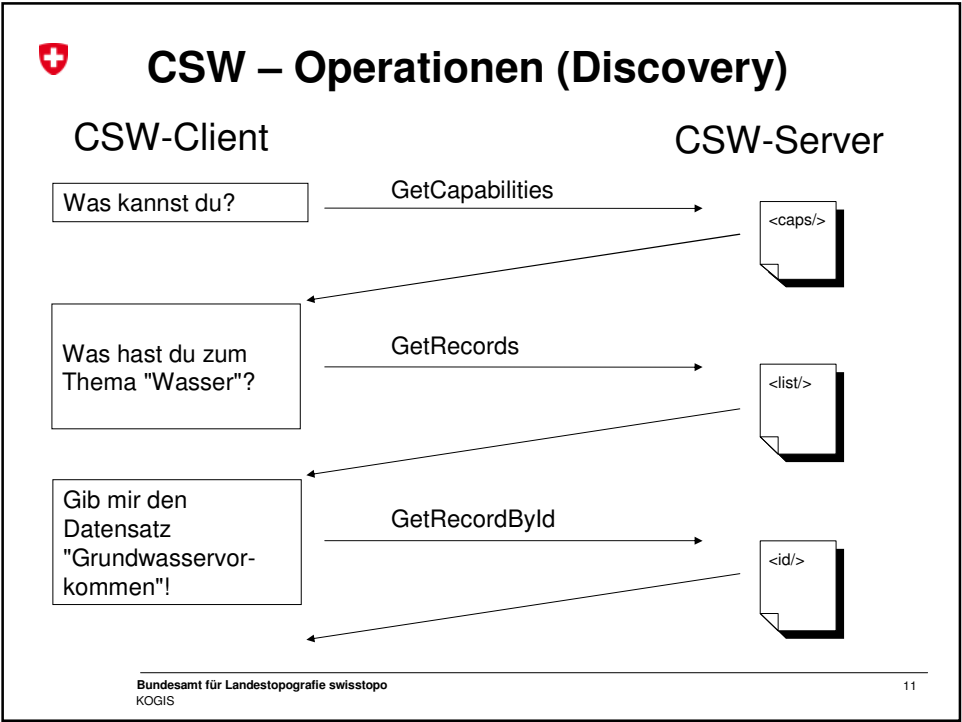 CSW – Operationen (Discovery)
CSW-Client
CSW-Server
Was kannst du?
GetCapabilities
<caps/>
Was hast du zum
Thema "Wasser"?
GetRecords
<list/>
Gib mir den
Datensatz
"Grundwasservor-
kommen"!
GetRecordById
<id/>
Bundesamt für Landestopografie swisstopo
KOGIS
11